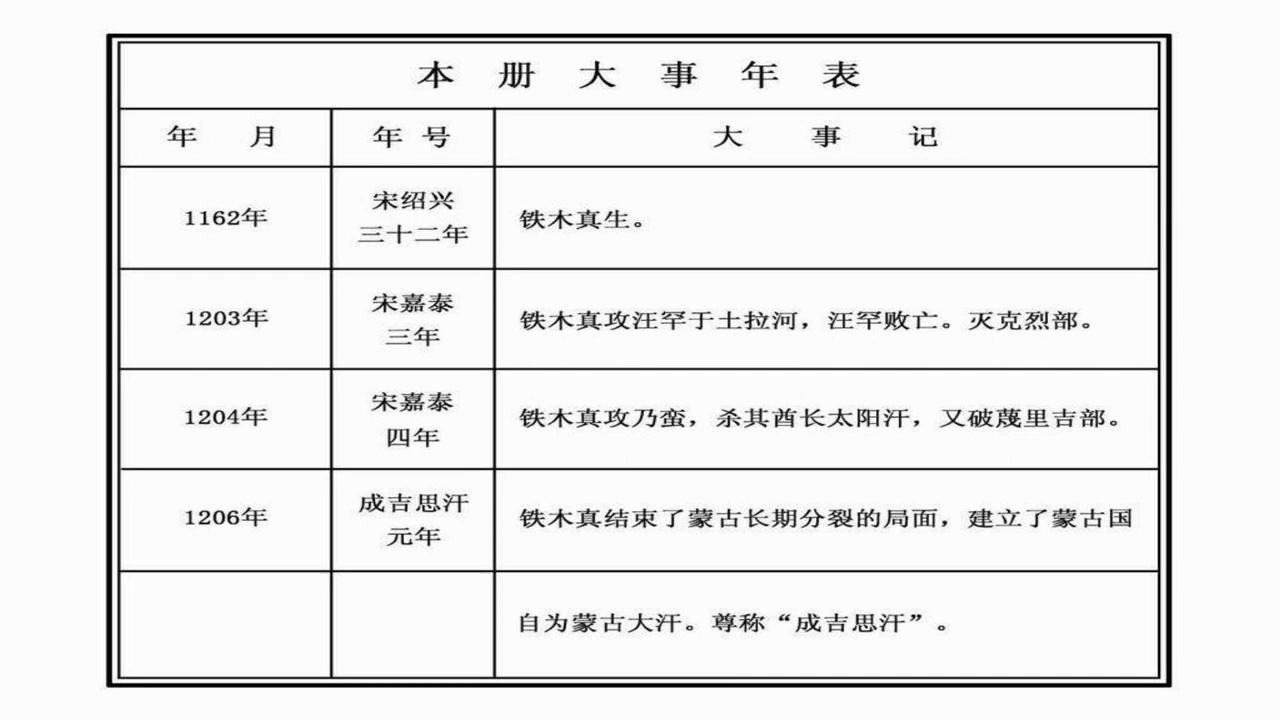 本册大事年表
年月 年号 大事记
1162年 宋绍兴三十二年 铁木真生。
1203年 宋嘉泰三年 铁木真攻汪罕于土拉河，汪罕败亡。灭克烈部。
1204年 宋嘉泰四年 铁木真攻乃蛮，杀其酋长太阳汗，又破蔑里吉部。
1206年 成吉思汗元年 铁木真结束了蒙古长期分裂的局面，建立了蒙古国
自为蒙古大汗。尊称“成吉思汗”。